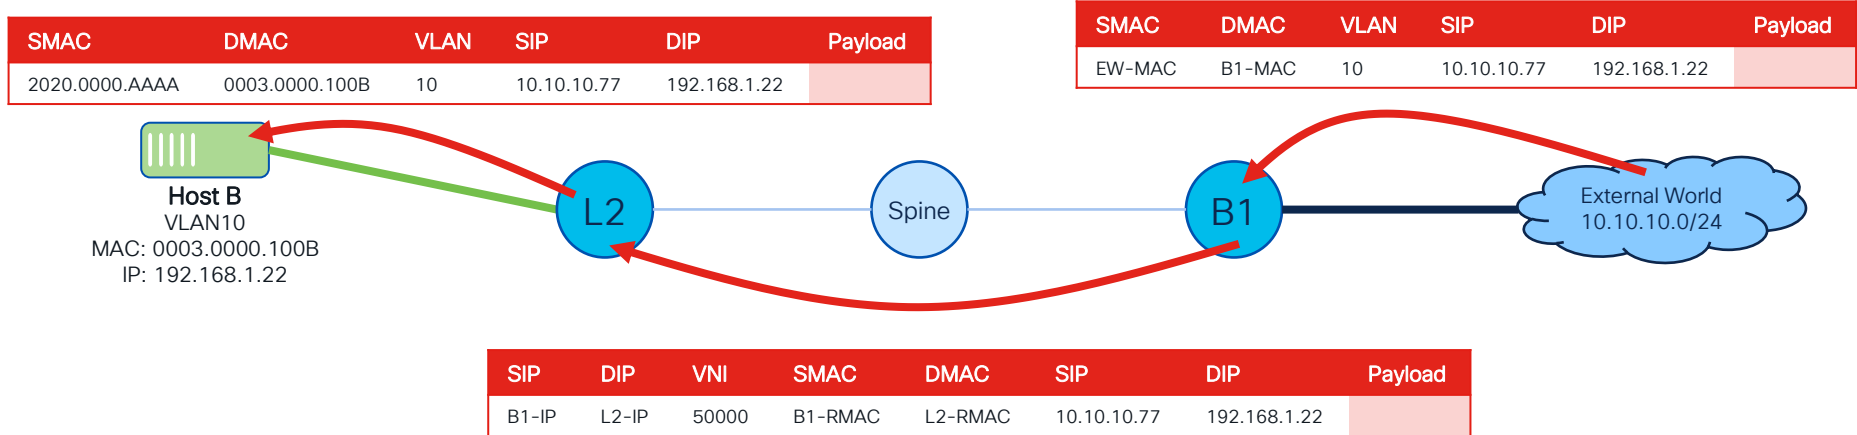 SMAC DMAC VLAN SIP DIP Payload
2020.0000.AAAA 0003.0000.100B 10 10.10.10.77 192.168.1.22
SMAC DMAC VLAN SIP DIP Payload
EW-MAC B1-MAC 10 10.10.10.77 192.168.1.22
Host B
VLAN10
MAC: 0003.0000.100B
IP: 192.168.1.22
L2
Spine
B1
External World
10.10.10.0/24
SIP DIP VNI SMAC DMAC SIP DIP Payload
B1-IP L2-IP 50000 B1-RMAC L2-RMAC 10.10.10.77 192.168.1.22